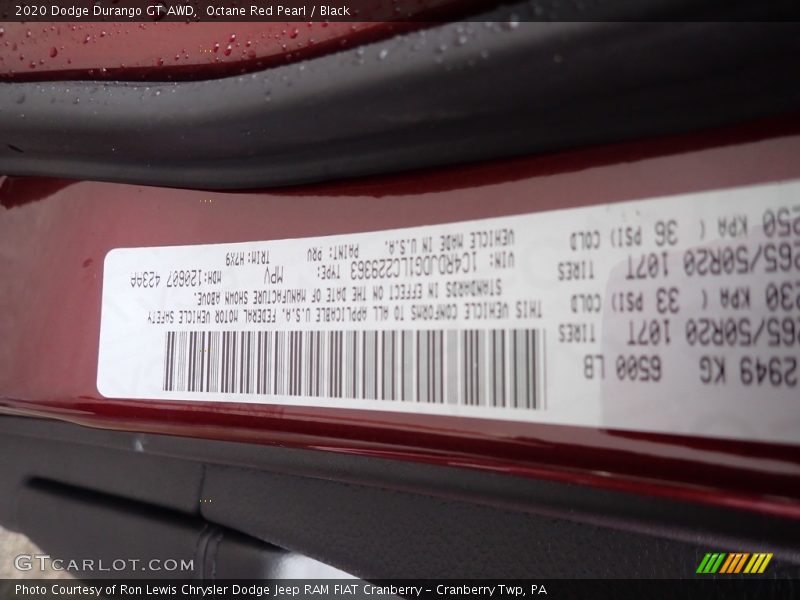 2020 Dodge Durango GT AWD,  Octane Red Pearl / Black
2949 KG 6500 LB
265/50R20 107T TIRES
230 KPA ( 33 PSI) COLD
265/50R20 107T TIRES
250 KPA ( 36 PSI) COLD
THIS VEHICLE CONFORMS TO ALL APPLICABLE U.S.A. FEDERAL MOTOR VEHICLE SAFETY
STANDARDS IN EFFECT ON THE DATE OF MANUFACTURE SHOWN ABOVE.
VIN: 1C4RDJDG1LC229363 TYPE: MPV MDH:120607
VEHICLE MADE IN U.S.A. PAINT: PRV TRIM:H7X9
GTCARLOT.COM
Photo Courtesy of Ron Lewis Chrysler Dodge Jeep RAM FIAT Cranberry – Cranberry Twp, PA